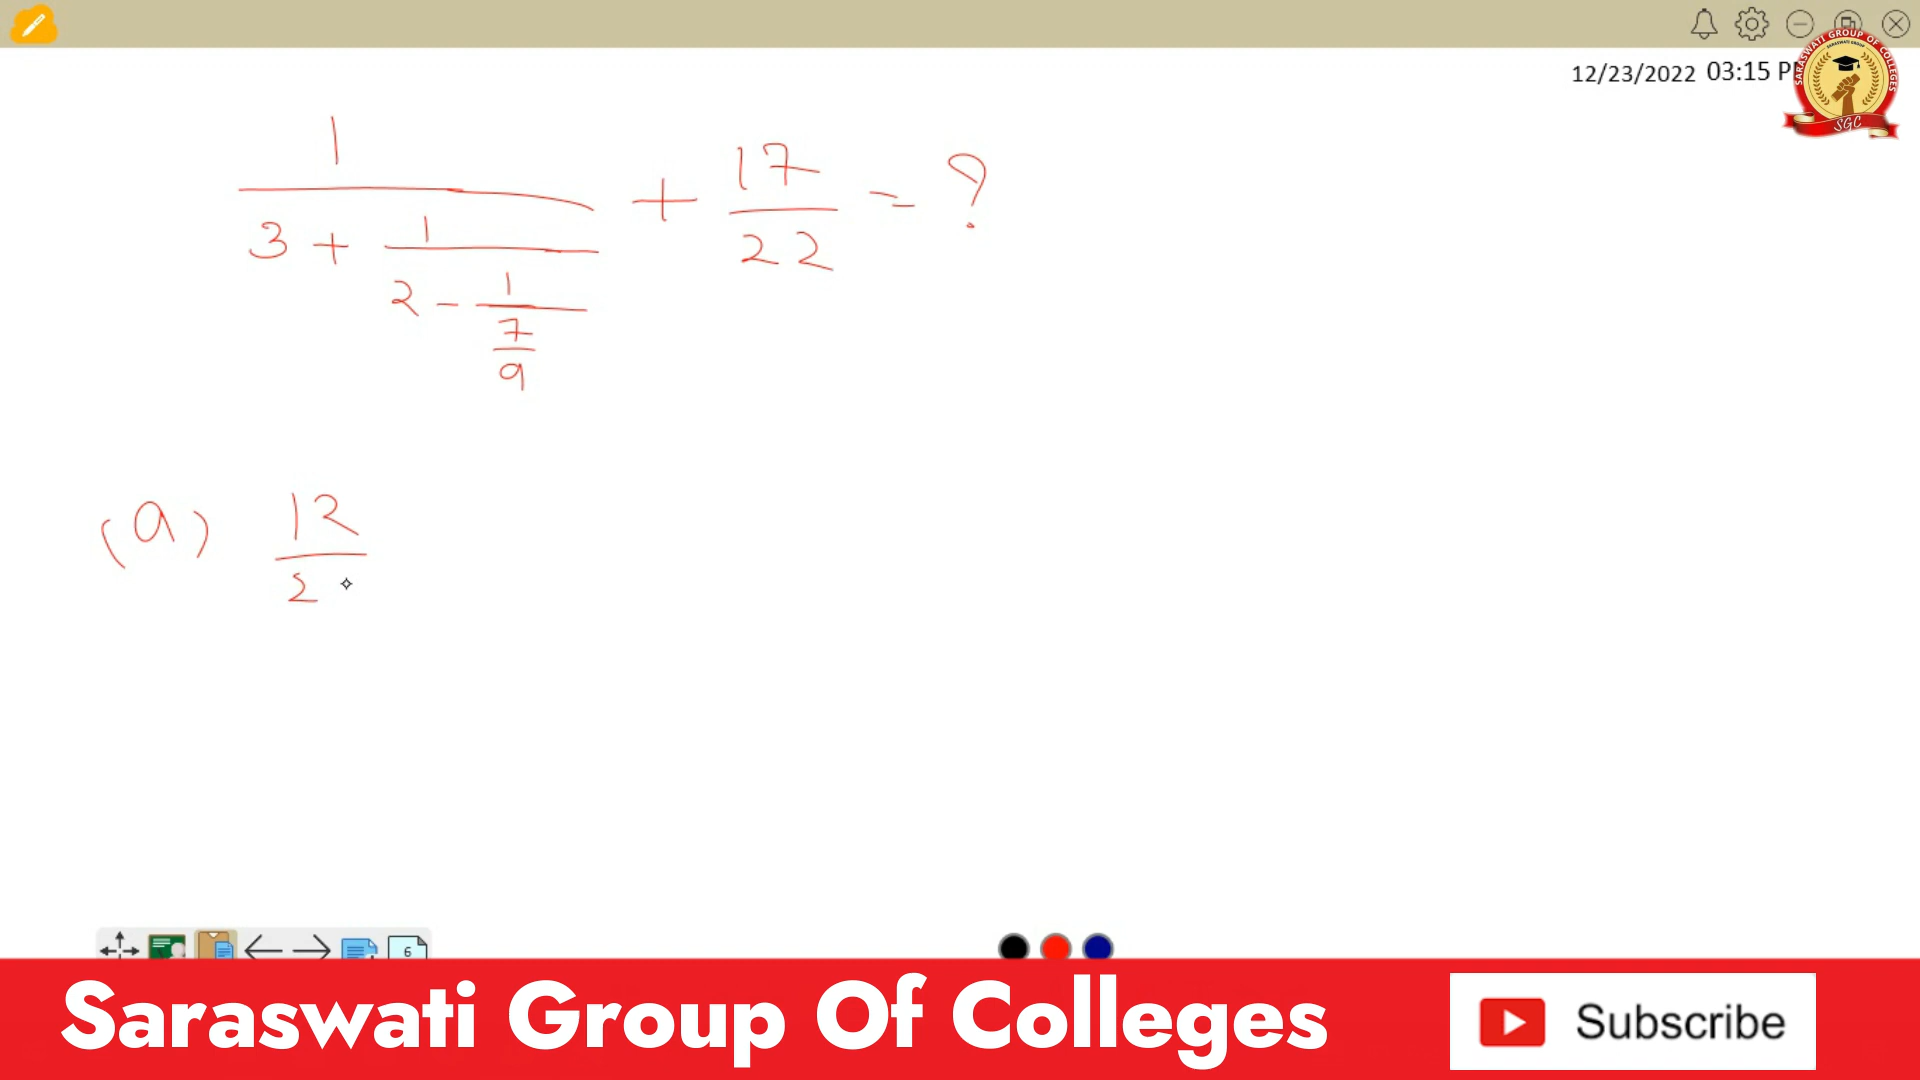 12/23/2022 03:15 P
SARASWATI GROUP OF COLLEGES
SGC
1/(3 + 1/(2 - 1/(7/9))) + 17/22 = ?
(a) 12/2
6
Saraswati Group Of Colleges
Subscribe